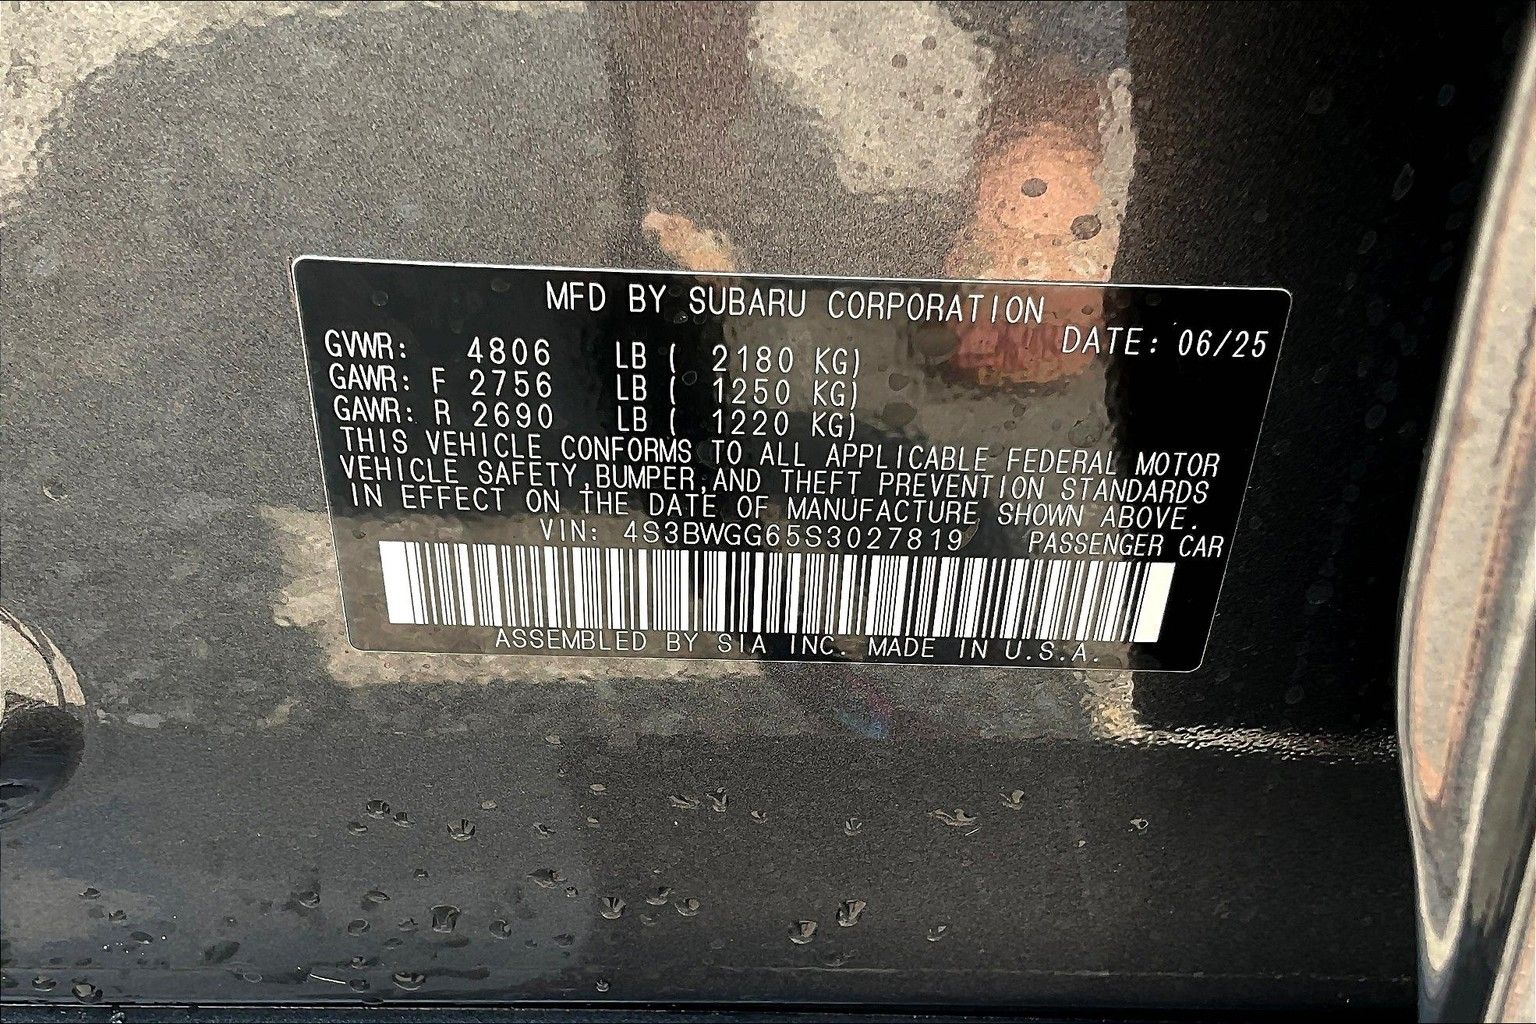 MFD BY SUBARU CORPORATION
DATE: 06/25
GVWR: 4806 LB ( 2180 KG)
GAWR: F 2756 LB ( 1250 KG)
GAWR: R 2690 LB ( 1220 KG)
THIS VEHICLE CONFORMS TO ALL APPLICABLE FEDERAL MOTOR
VEHICLE SAFETY,BUMPER,AND THEFT PREVENTION STANDARDS
IN EFFECT ON THE DATE OF MANUFACTURE SHOWN ABOVE.
VIN: 4S3BWGG65S3027819 PASSENGER CAR
ASSEMBLED BY SIA INC. MADE IN U.S.A.